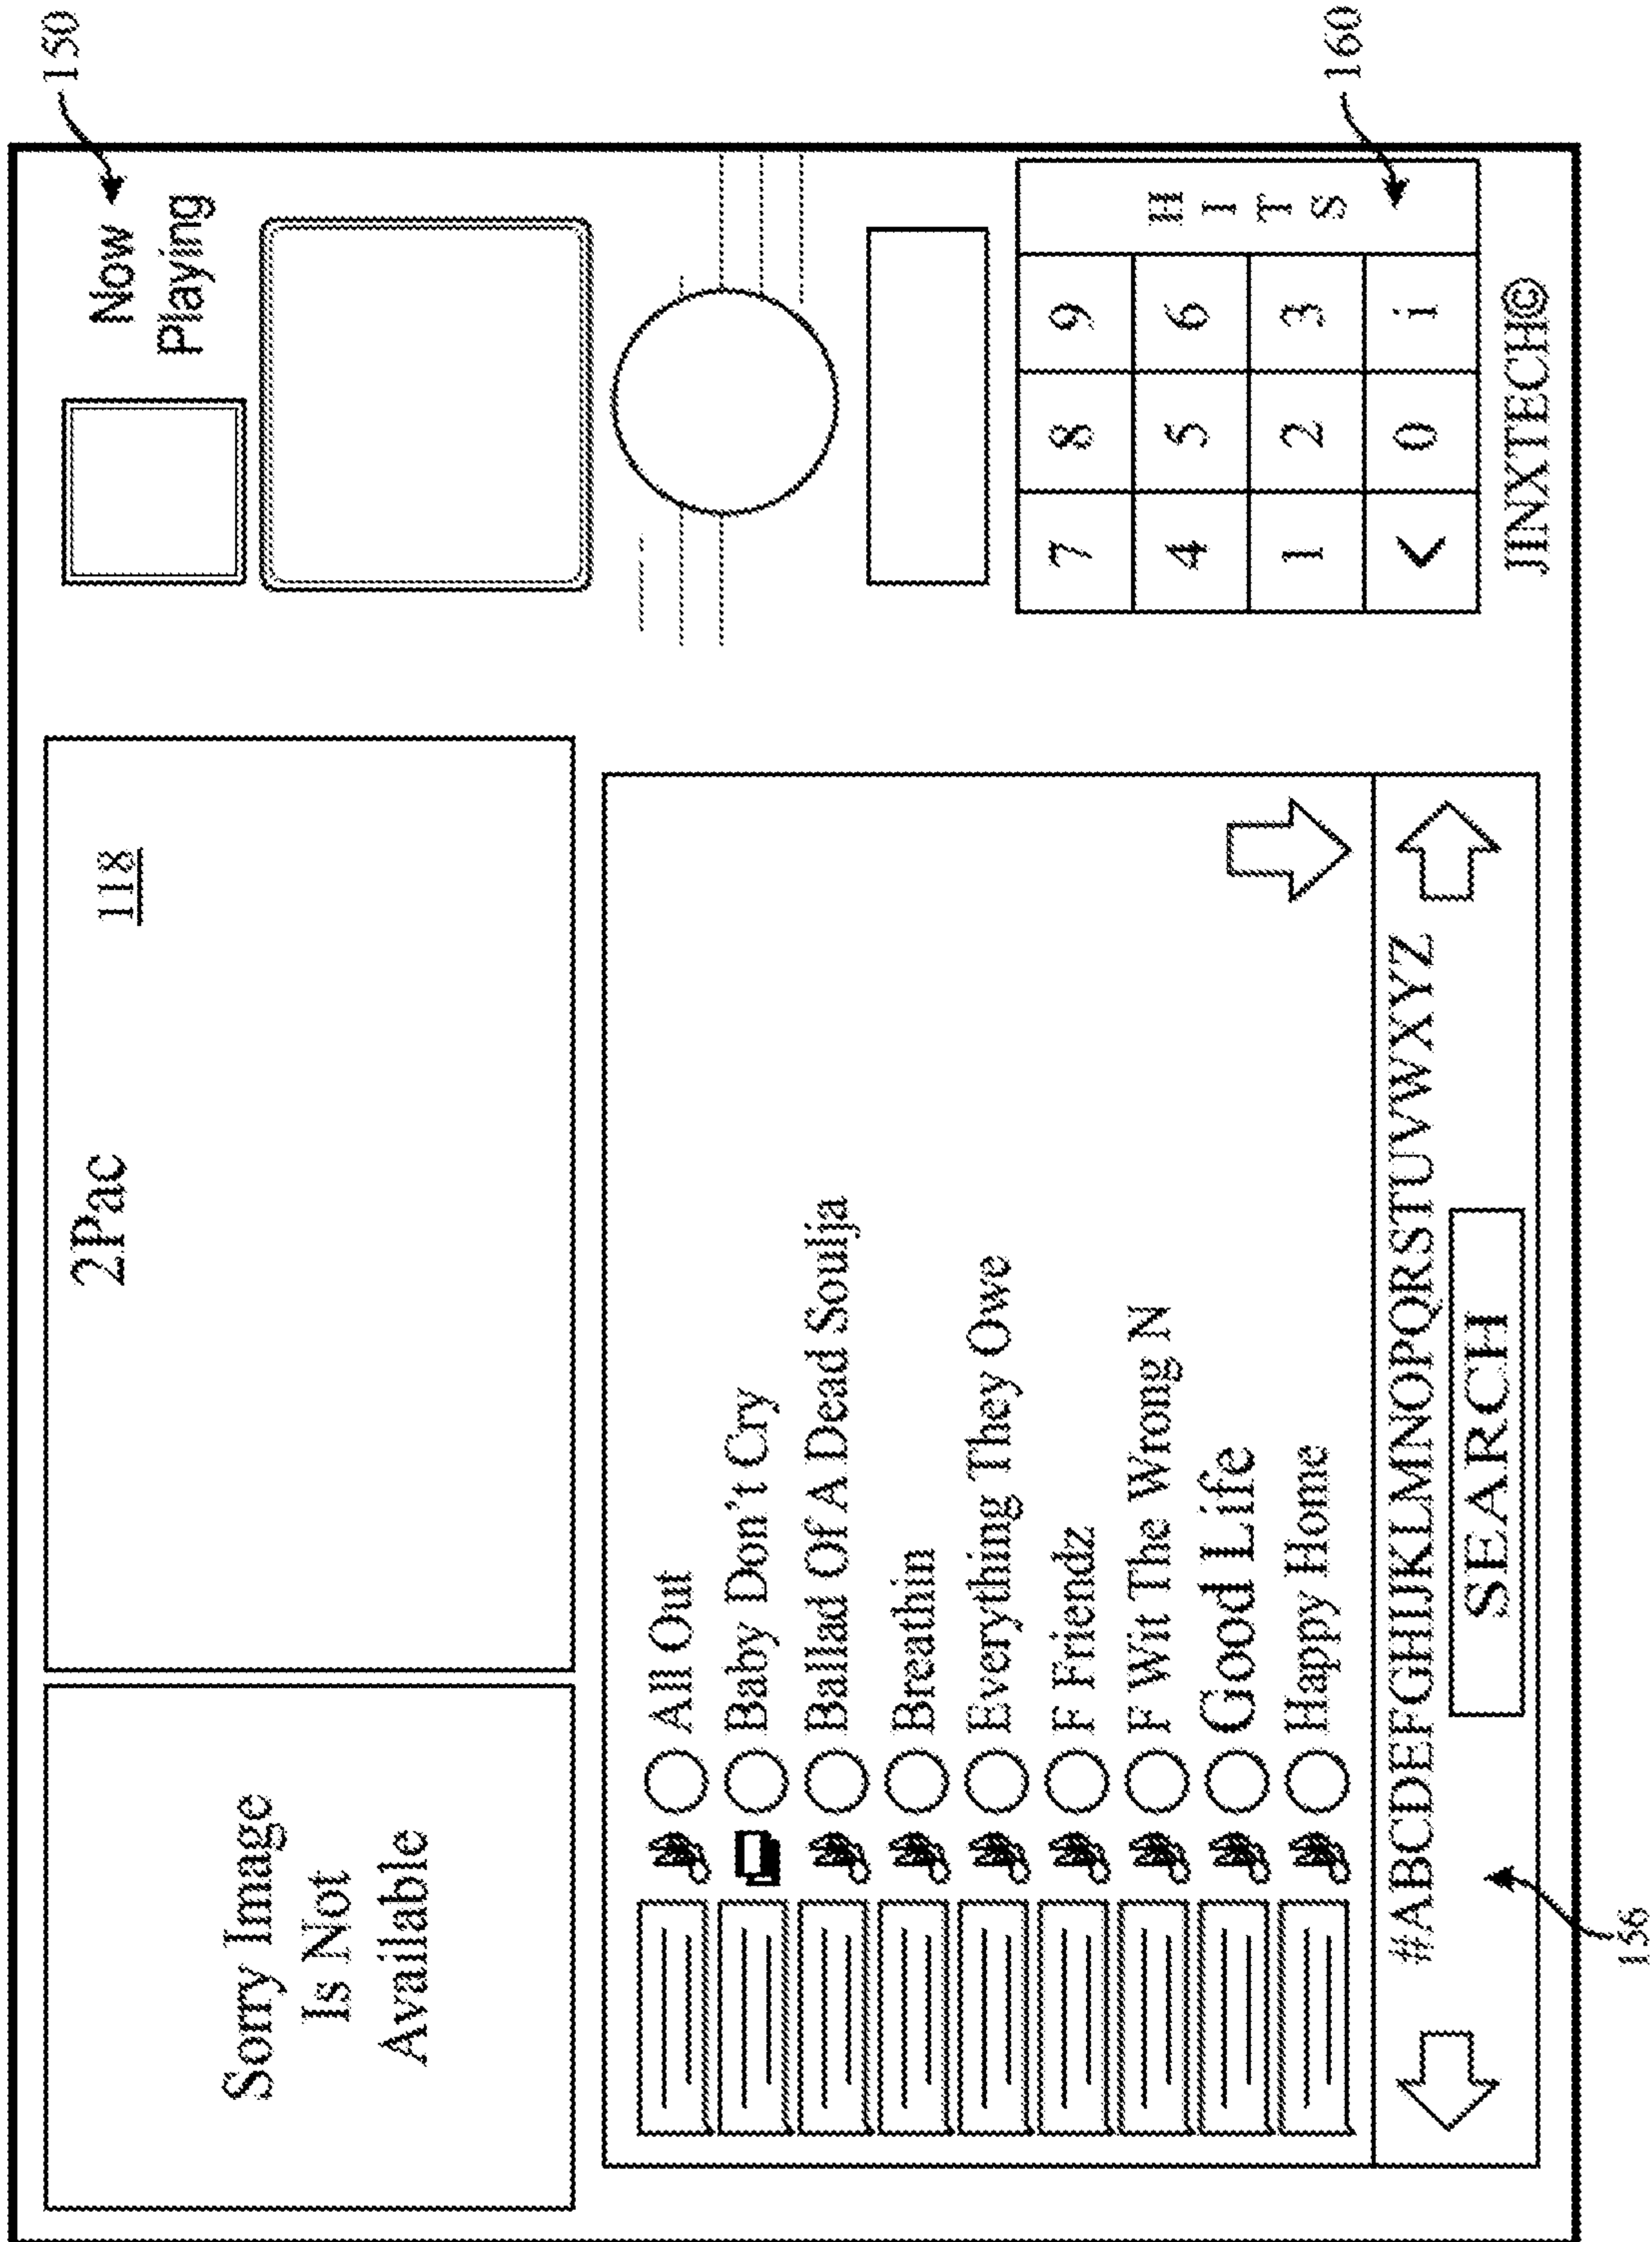 150
Now
Playing
Sorry Image
Is Not
Available
2Pac
118
All Out
Baby Don't Cry
Ballad Of A Dead Soulja
Breathin
Everything They Owe
F Friendz
F Wit The Wrong N
Good Life
Happy Home
#ABCDEFGHIJKLMNOPQRSTUVWXYZ
SEARCH
156
7 8 9
4 5 6
1 2 3
< 0 i
H
I
T
S
160
JINXTECH©